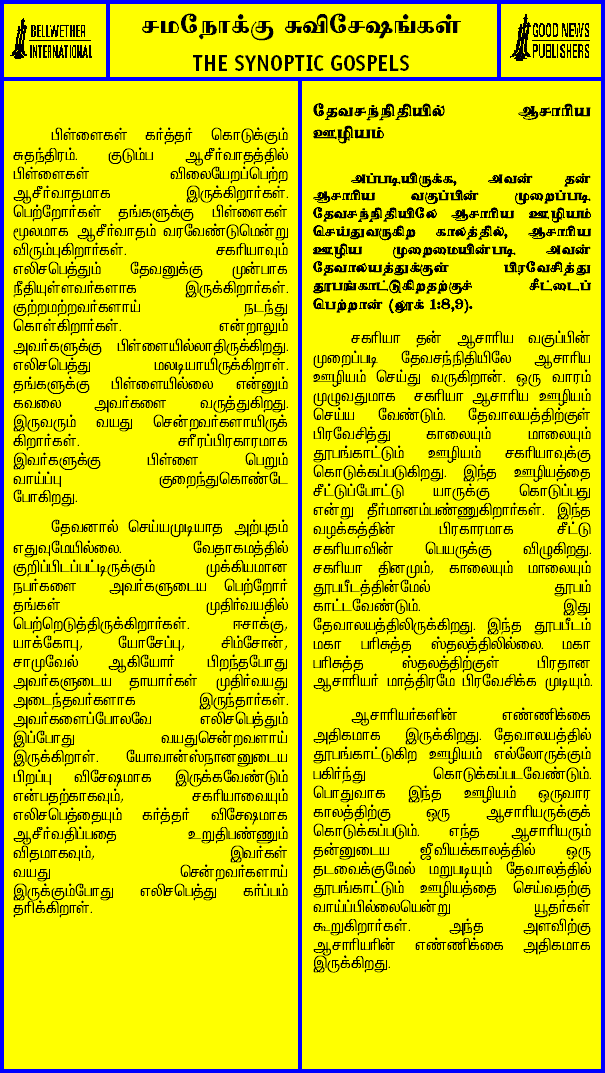 BELLWETHER
INTERNATIONAL
சமநோக்கு சுவிசேஷங்கள்
THE SYNOPTIC GOSPELS
GOOD NEWS
PUBLISHERS
பிள்ளைகள் கர்த்தர் கொடுக்கும்
சுதந்திரம். குடும்ப ஆசீர்வாதத்தில்
பிள்ளைகள் விலையேறப்பெற்ற
ஆசீர்வாதமாக இருக்கிறார்கள்.
பெற்றோர்கள் தங்களுக்கு பிள்ளைகள்
மூலமாக ஆசீர்வாதம் வரவேண்டுமென்று
விரும்புகிறார்கள். சகரியாவும்
எலிசபெத்தும் தேவனுக்கு முன்பாக
நீதியுள்ளவர்களாக இருக்கிறார்கள்.
குற்றமற்றவர்களாய் நடந்து
கொள்கிறார்கள். என்றாலும்
அவர்களுக்கு பிள்ளையில்லாதிருக்கிறது.
எலிசபெத்து மலடியாயிருக்கிறாள்.
தங்களுக்கு பிள்ளையில்லை என்னும்
கவலை அவர்களை வருத்துகிறது.
இருவரும் வயது சென்றவர்களாயிருக்
கிறார்கள். சரீரப்பிரகாரமாக
இவர்களுக்கு பிள்ளை பெறும்
வாய்ப்பு குறைந்துகொண்டே
போகிறது.
தேவனால் செய்யமுடியாத அற்புதம்
எதுவுமேயில்லை. வேதாகமத்தில்
குறிப்பிடப்பட்டிருக்கும் முக்கியமான
நபர்களை அவர்களுடைய பெற்றோர்
தங்கள் முதிர்வயதில்
பெற்றெடுத்திருக்கிறார்கள். ஈசாக்கு,
யாக்கோபு, யோசேப்பு, சிம்சோன்,
சாமுவேல் ஆகியோர் பிறந்தபோது
அவர்களுடைய தாயார்கள் முதிர்வயது
அடைந்தவர்களாக இருந்தார்கள்.
அவர்களைப்போலவே எலிசபெத்தும்
இப்போது வயதுசென்றவளாய்
இருக்கிறாள். யோவான்ஸ்நானனுடைய
பிறப்பு விசேஷமாக இருக்கவேண்டும்
என்பதற்காகவும், சகரியாவையும்
எலிசபெத்தையும் கர்த்தர் விசேஷமாக
ஆசீர்வதிப்பதை உறுதிபண்ணும்
விதமாகவும், இவர்கள்
வயது சென்றவர்களாய்
இருக்கும்போது எலிசபெத்து கர்ப்பம்
தரிக்கிறாள்.
தேவசந்நிதியில் ஆசாரிய
ஊழியம்
அப்படியிருக்க, அவன் தன்
ஆசாரிய வகுப்பின் முறைப்படி
தேவசந்நிதியிலே ஆசாரிய ஊழியம்
செய்துவருகிற காலத்தில், ஆசாரிய
ஊழிய முறைமையின்படி அவன்
தேவாலயத்துக்குள் பிரவேசித்து
தூபங்காட்டுகிறதற்குச் சீட்டைப்
பெற்றான் (லூக் 1:8,9).
சகரியா தன் ஆசாரிய வகுப்பின்
முறைப்படி தேவசந்நிதியிலே ஆசாரிய
ஊழியம் செய்து வருகிறான். ஒரு வாரம்
முழுவதுமாக சகரியா ஆசாரிய ஊழியம்
செய்ய வேண்டும். தேவாலயத்திற்குள்
பிரவேசித்து காலையும் மாலையும்
தூபங்காட்டும் ஊழியம் சகரியாவுக்கு
கொடுக்கப்படுகிறது. இந்த ஊழியத்தை
சீட்டுப்போட்டு யாருக்கு கொடுப்பது
என்று தீர்மானம்பண்ணுகிறார்கள். இந்த
வழக்கத்தின் பிரகாரமாக சீட்டு
சகரியாவின் பெயருக்கு விழுகிறது.
சகரியா தினமும், காலையும் மாலையும்
தூபபீடத்தின்மேல் தூபம்
காட்டவேண்டும். இது
தேவாலயத்திலிருக்கிறது. இந்த தூபபீடம்
மகா பரிசுத்த ஸ்தலத்திலில்லை. மகா
பரிசுத்த ஸ்தலத்திற்குள் பிரதான
ஆசாரியர் மாத்திரமே பிரவேசிக்க முடியும்.
ஆசாரியர்களின் எண்ணிக்கை
அதிகமாக இருக்கிறது. தேவாலயத்தில்
தூபங்காட்டுகிற ஊழியம் எல்லோருக்கும்
பகிர்ந்து கொடுக்கப்படவேண்டும்.
பொதுவாக இந்த ஊழியம் ஒருவார
காலத்திற்கு ஒரு ஆசாரியருக்குக்
கொடுக்கப்படும். எந்த ஆசாரியரும்
தன்னுடைய ஜீவியக்காலத்தில் ஒரு
தடவைக்குமேல் மறுபடியும் தேவாலத்தில்
தூபங்காட்டும் ஊழியத்தை செய்வதற்கு
வாய்ப்பில்லையென்று யூதர்கள்
கூறுகிறார்கள். அந்த அளவிற்கு
ஆசாரியரின் எண்ணிக்கை அதிகமாக
இருக்கிறது.